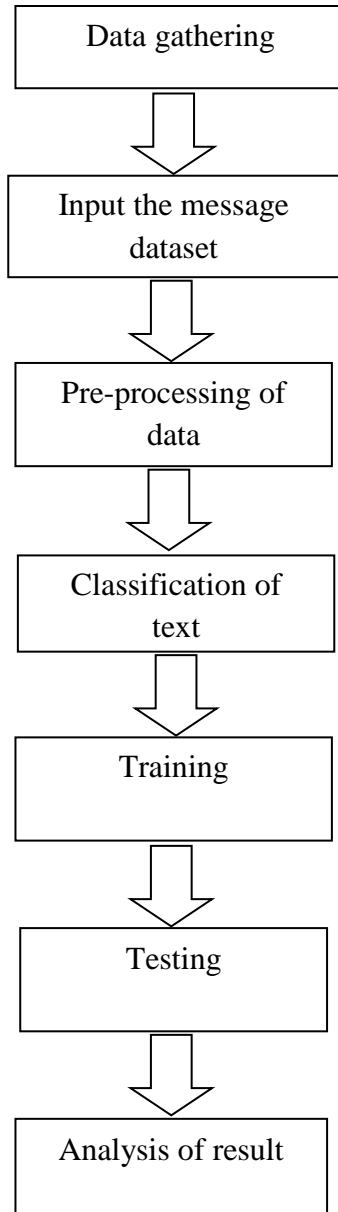 Data gathering
Input the message
dataset
Pre-processing of
data
Classification of
text
Training
Testing
Analysis of result